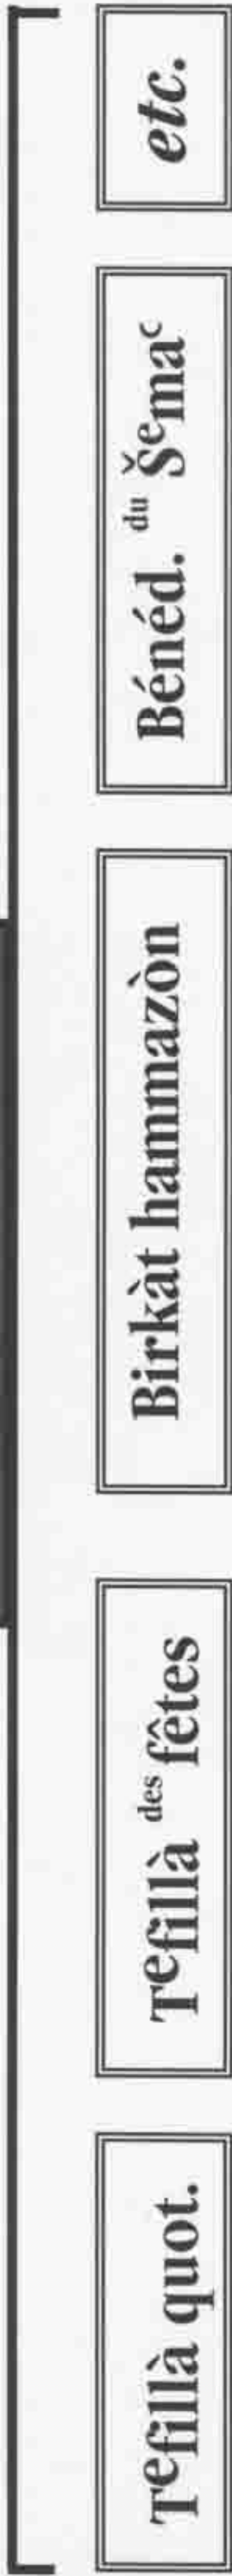 Tᵉfillà quot.
Tᵉfillà des fêtes
Birkàt hammazòn
Bénéd. du Šᵉmaᶜ
etc.